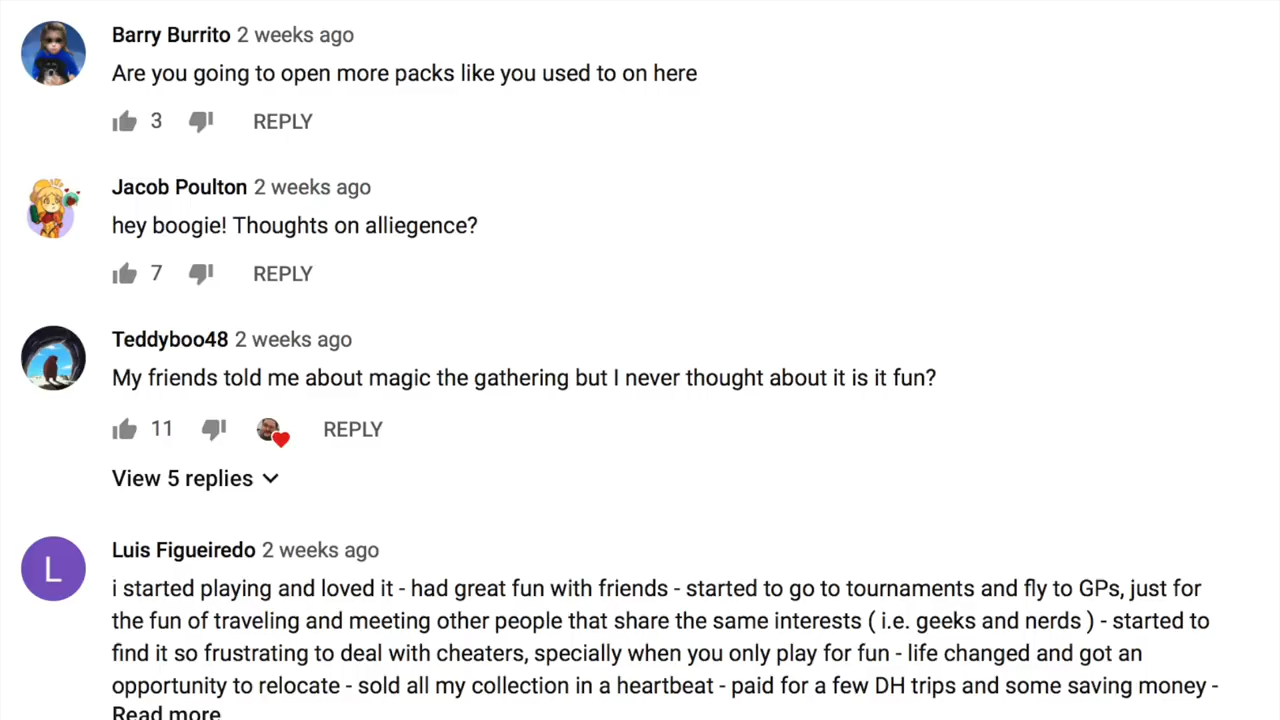 Barry Burrito 2 weeks ago
Are you going to open more packs like you used to on here
3 REPLY
Jacob Poulton 2 weeks ago
hey boogie! Thoughts on alliegence?
7 REPLY
Teddyboo48 2 weeks ago
My friends told me about magic the gathering but I never thought about it is it fun?
11 REPLY
View 5 replies
L
Luis Figueiredo 2 weeks ago
i started playing and loved it - had great fun with friends - started to go to tournaments and fly to GPs, just for
the fun of traveling and meeting other people that share the same interests ( i.e. geeks and nerds ) - started to
find it so frustrating to deal with cheaters, specially when you only play for fun - life changed and got an
opportunity to relocate - sold all my collection in a heartbeat - paid for a few DH trips and some saving money -
Read more